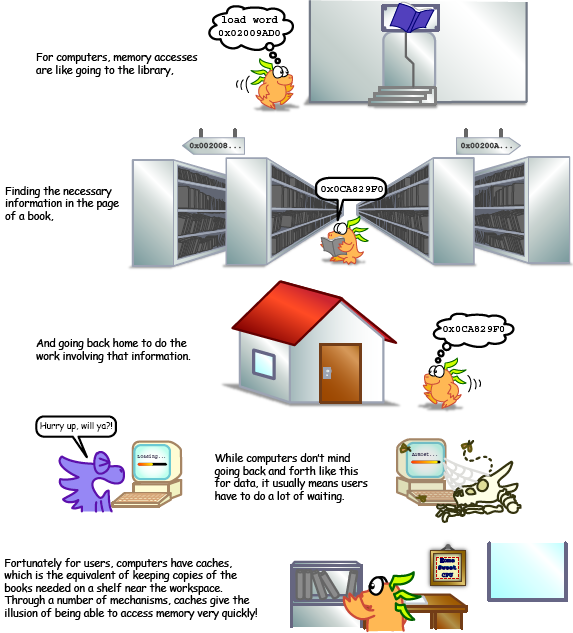 load word
0x02009AD0
For computers, memory accesses
are like going to the library,
0x002008...
0x00200A...
0x0CA829F0
Finding the necessary
information in the page
of a book,
0x0CA829F0
And going back home to do the
work involving that information.
Hurry up, will ya?!
Loading...
While computers don't mind
going back and forth like this
for data, it usually means users
have to do a lot of waiting.
Almost...
Fortunately for users, computers have caches,
which is the equivalent of keeping copies of the
books needed on a shelf near the workspace.
Through a number of mechanisms, caches give the
illusion of being able to access memory very quickly!
Home
Sweet
CPU